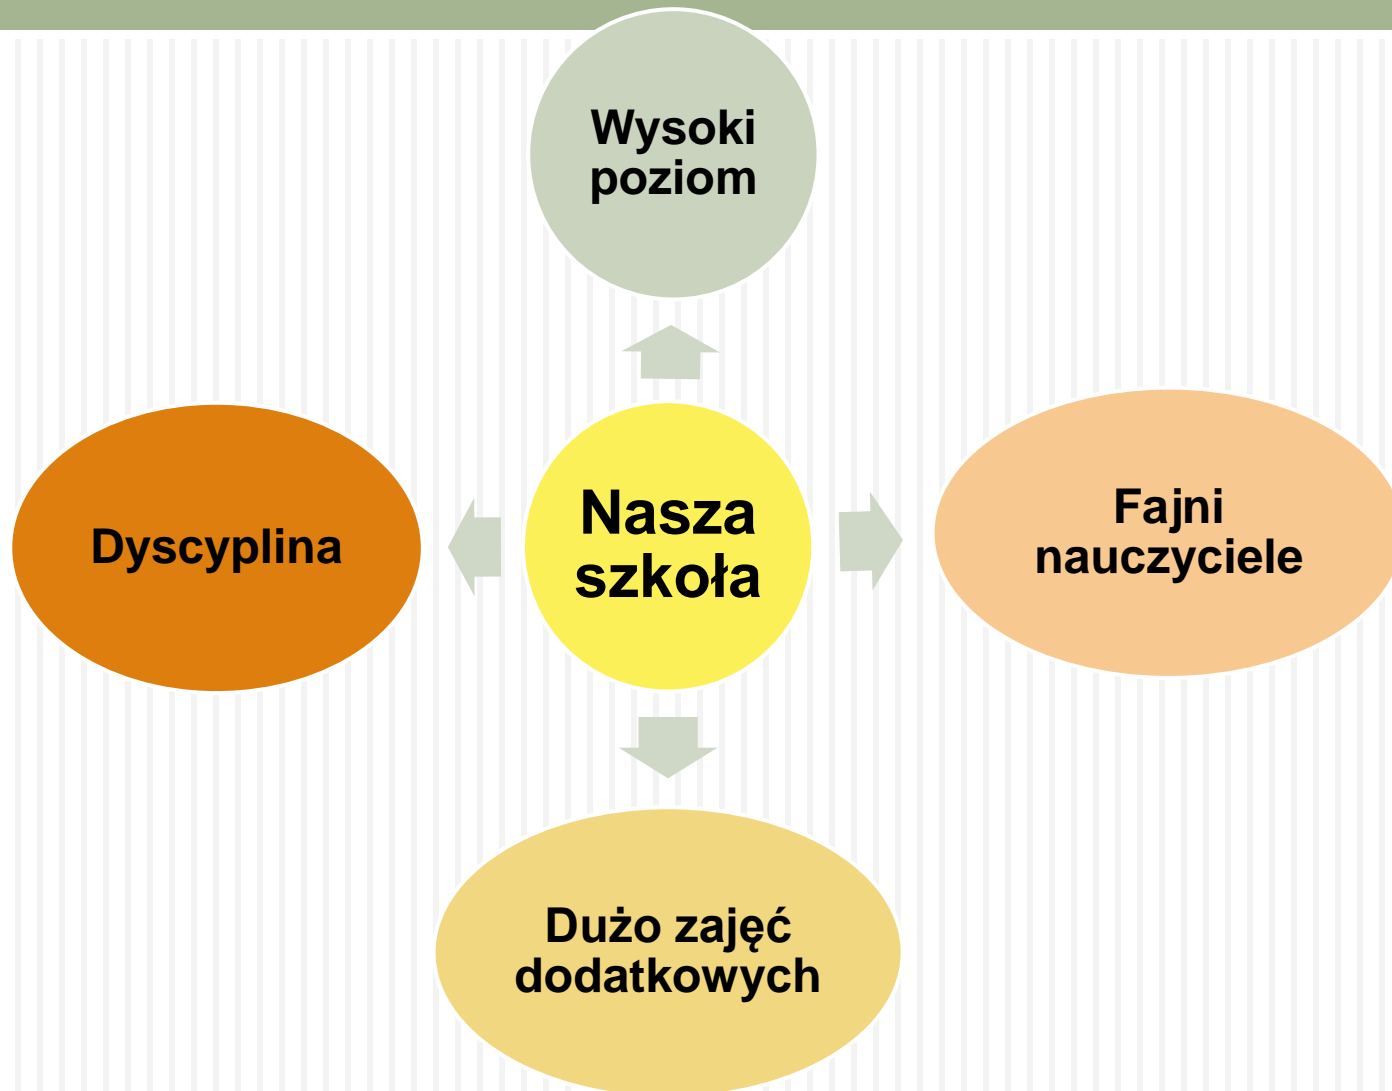 Wysoki
poziom
Dyscyplina
Nasza
szkoła
Fajni
nauczyciele
Dużo zajęć
dodatkowych